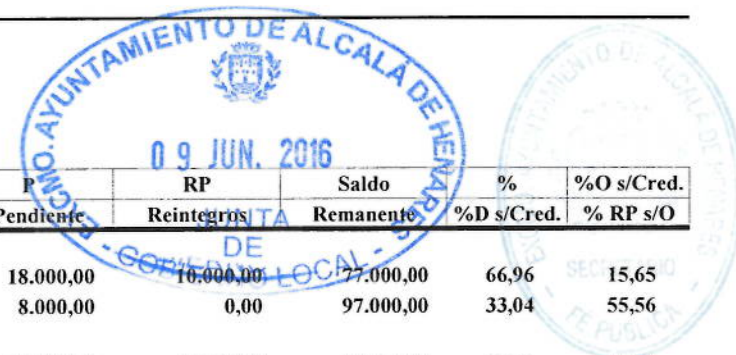 EXCMO. AYUNTAMIENTO DE ALCALÁ DE HENARES
09 JUN. 2016
JUNTA
DE
- GOBIERNO LOCAL -
P RP Saldo % %O s/Cred.
Pendiente Reintegros Remanente %D s/Cred. % RP s/O
18.000,00 10.000,00 77.000,00 66,96 15,65
8.000,00 0,00 97.000,00 33,04 55,56
SECRETARIO
FE PUBLICA